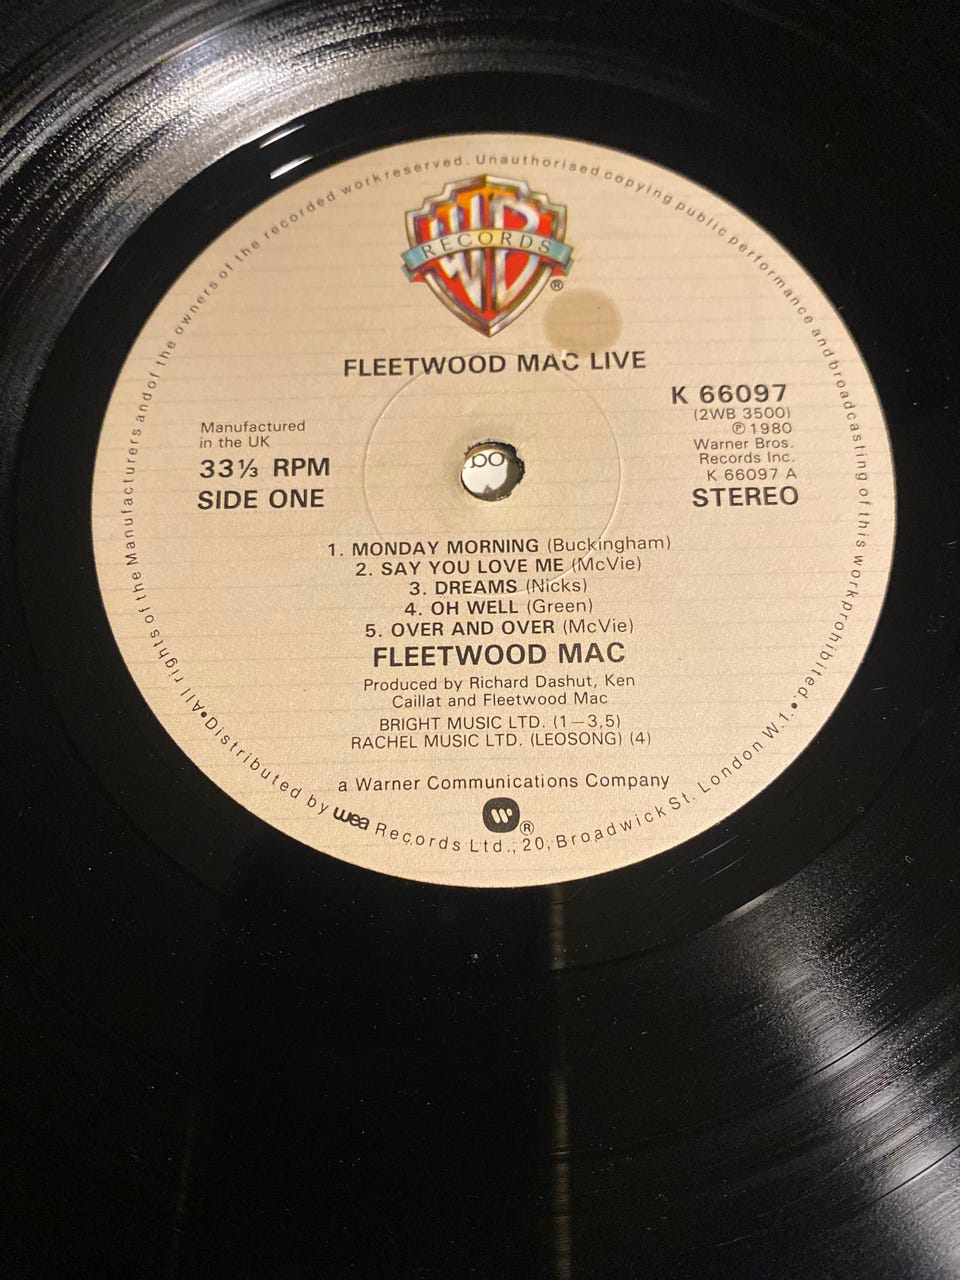 All rights of the Manufacturers and of the owners of the recorded work reserved. Unauthorised copying public performance and broadcasting of this work prohibited.
WB
RECORDS
®
FLEETWOOD MAC LIVE
K 66097
(2WB 3500)
℗ 1980
Warner Bros.
Records Inc.
K 66097 A
STEREO
Manufactured
in the UK
33⅓ RPM
SIDE ONE
1. MONDAY MORNING (Buckingham)
2. SAY YOU LOVE ME (McVie)
3. DREAMS (Nicks)
4. OH WELL (Green)
5. OVER AND OVER (McVie)
FLEETWOOD MAC
Produced by Richard Dashut, Ken
Caillat and Fleetwood Mac
BRIGHT MUSIC LTD. (1–3,5)
RACHEL MUSIC LTD. (LEOSONG) (4)
a Warner Communications Company
®
•Distributed by wea Records Ltd., 20, Broadwick St. London W.1.•